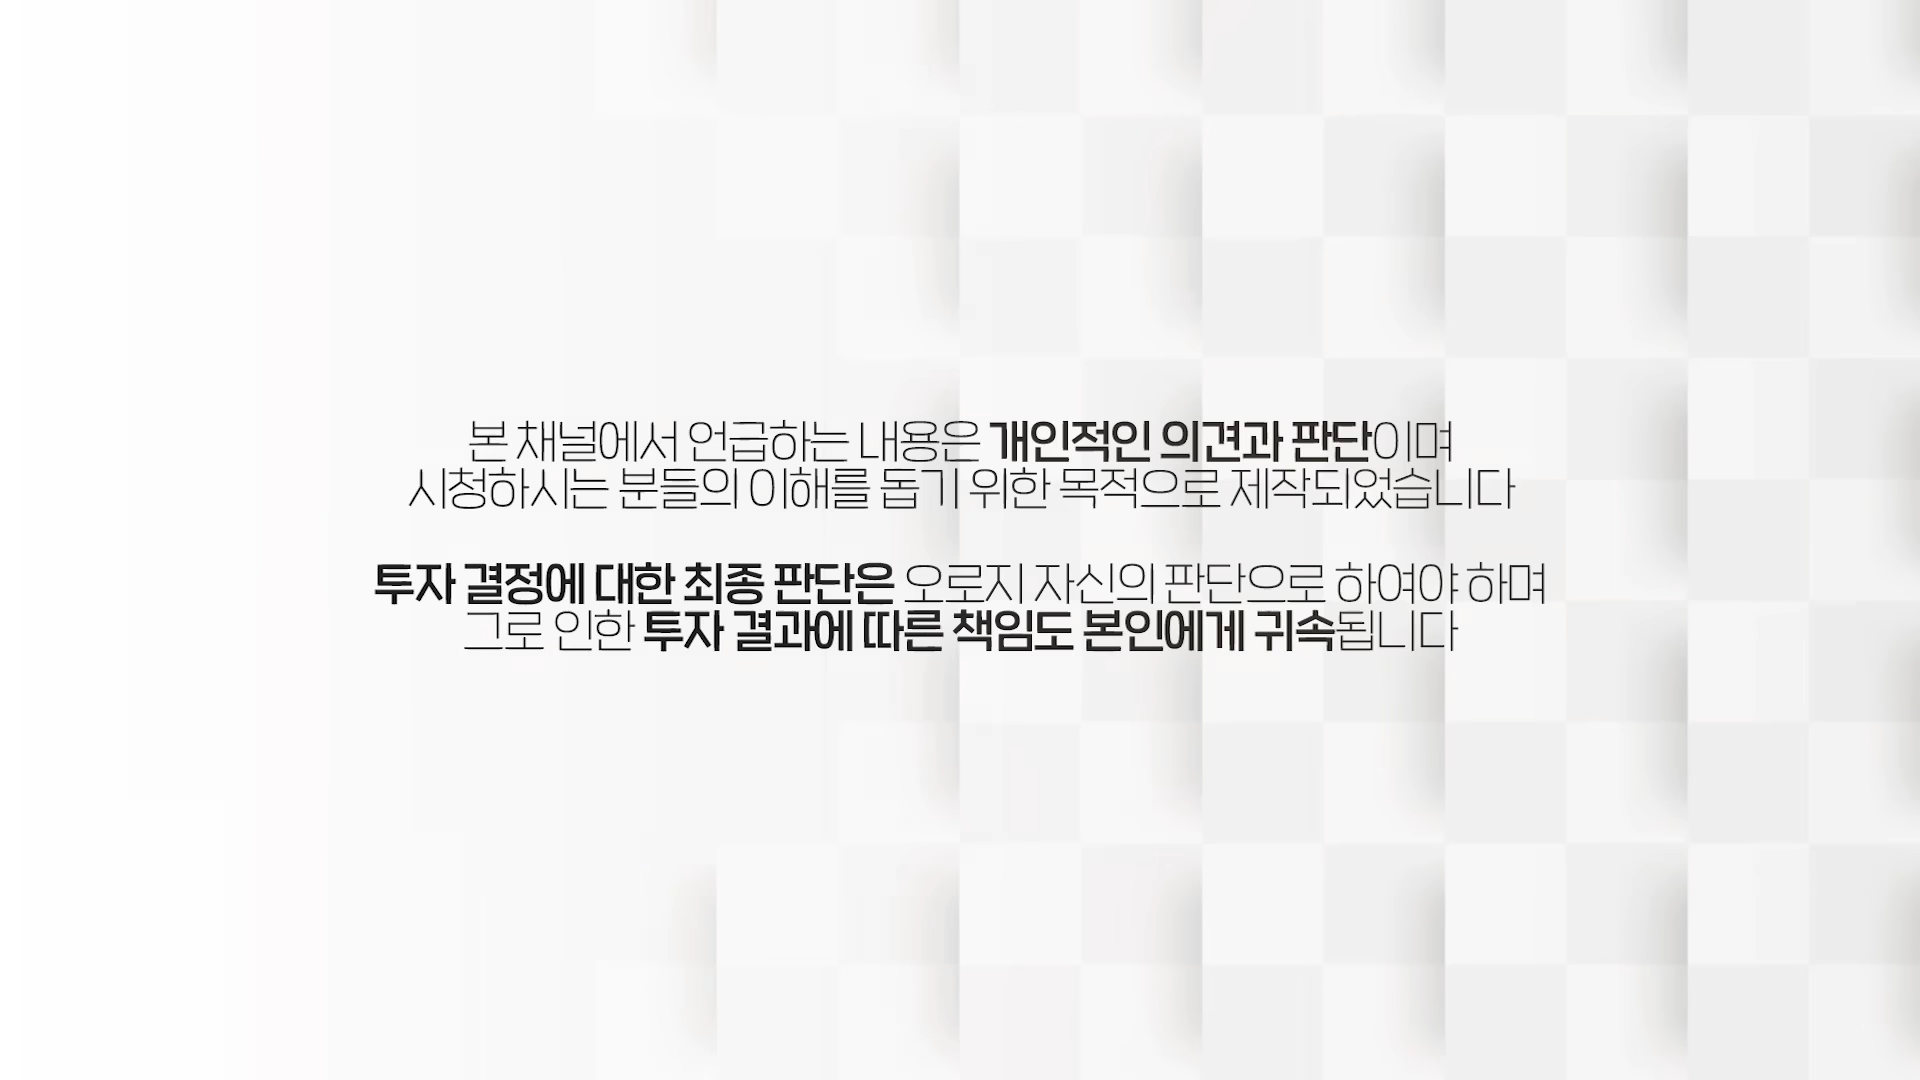 본 채널에서 언급하는 내용은 개인적인 의견과 판단이며
시청하시는 분들의 이해를 돕기 위한 목적으로 제작되었습니다
투자 결정에 대한 최종 판단은 오로지 자신의 판단으로 하여야 하며
그로 인한 투자 결과에 따른 책임도 본인에게 귀속됩니다